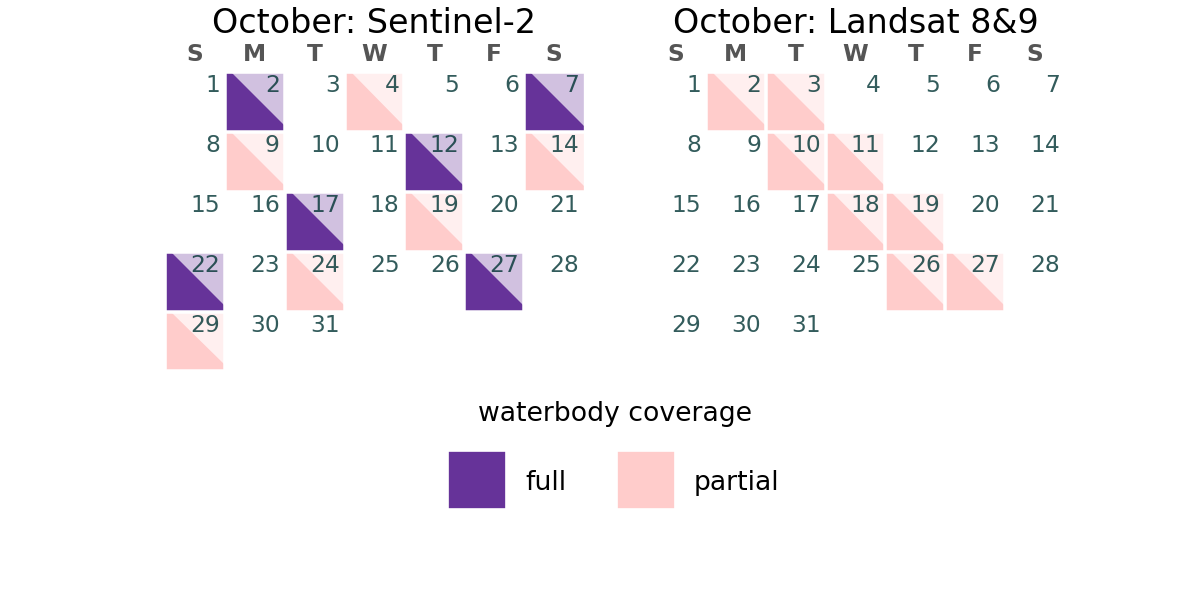 October: Sentinel-2
S M T W T F S
1 2 3 4 5 6 7
8 9 10 11 12 13 14
15 16 17 18 19 20 21
22 23 24 25 26 27 28
29 30 31
October: Landsat 8&9
S M T W T F S
1 2 3 4 5 6 7
8 9 10 11 12 13 14
15 16 17 18 19 20 21
22 23 24 25 26 27 28
29 30 31
waterbody coverage
full
partial